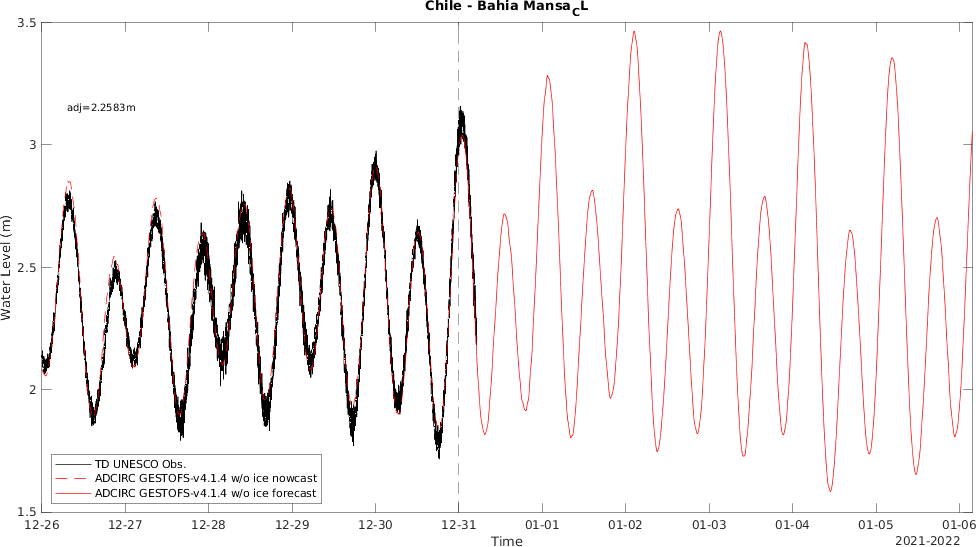 Chile - Bahia Mansa_CL
3.5
adj=2.2583m
3
2.5
Water Level (m)
2
TD UNESCO Obs.
ADCIRC GESTOFS-v4.1.4 w/o ice nowcast
ADCIRC GESTOFS-v4.1.4 w/o ice forecast
1.5
12-26 12-27 12-28 12-29 12-30 12-31 01-01 01-02 01-03 01-04 01-05 01-06
Time
2021-2022